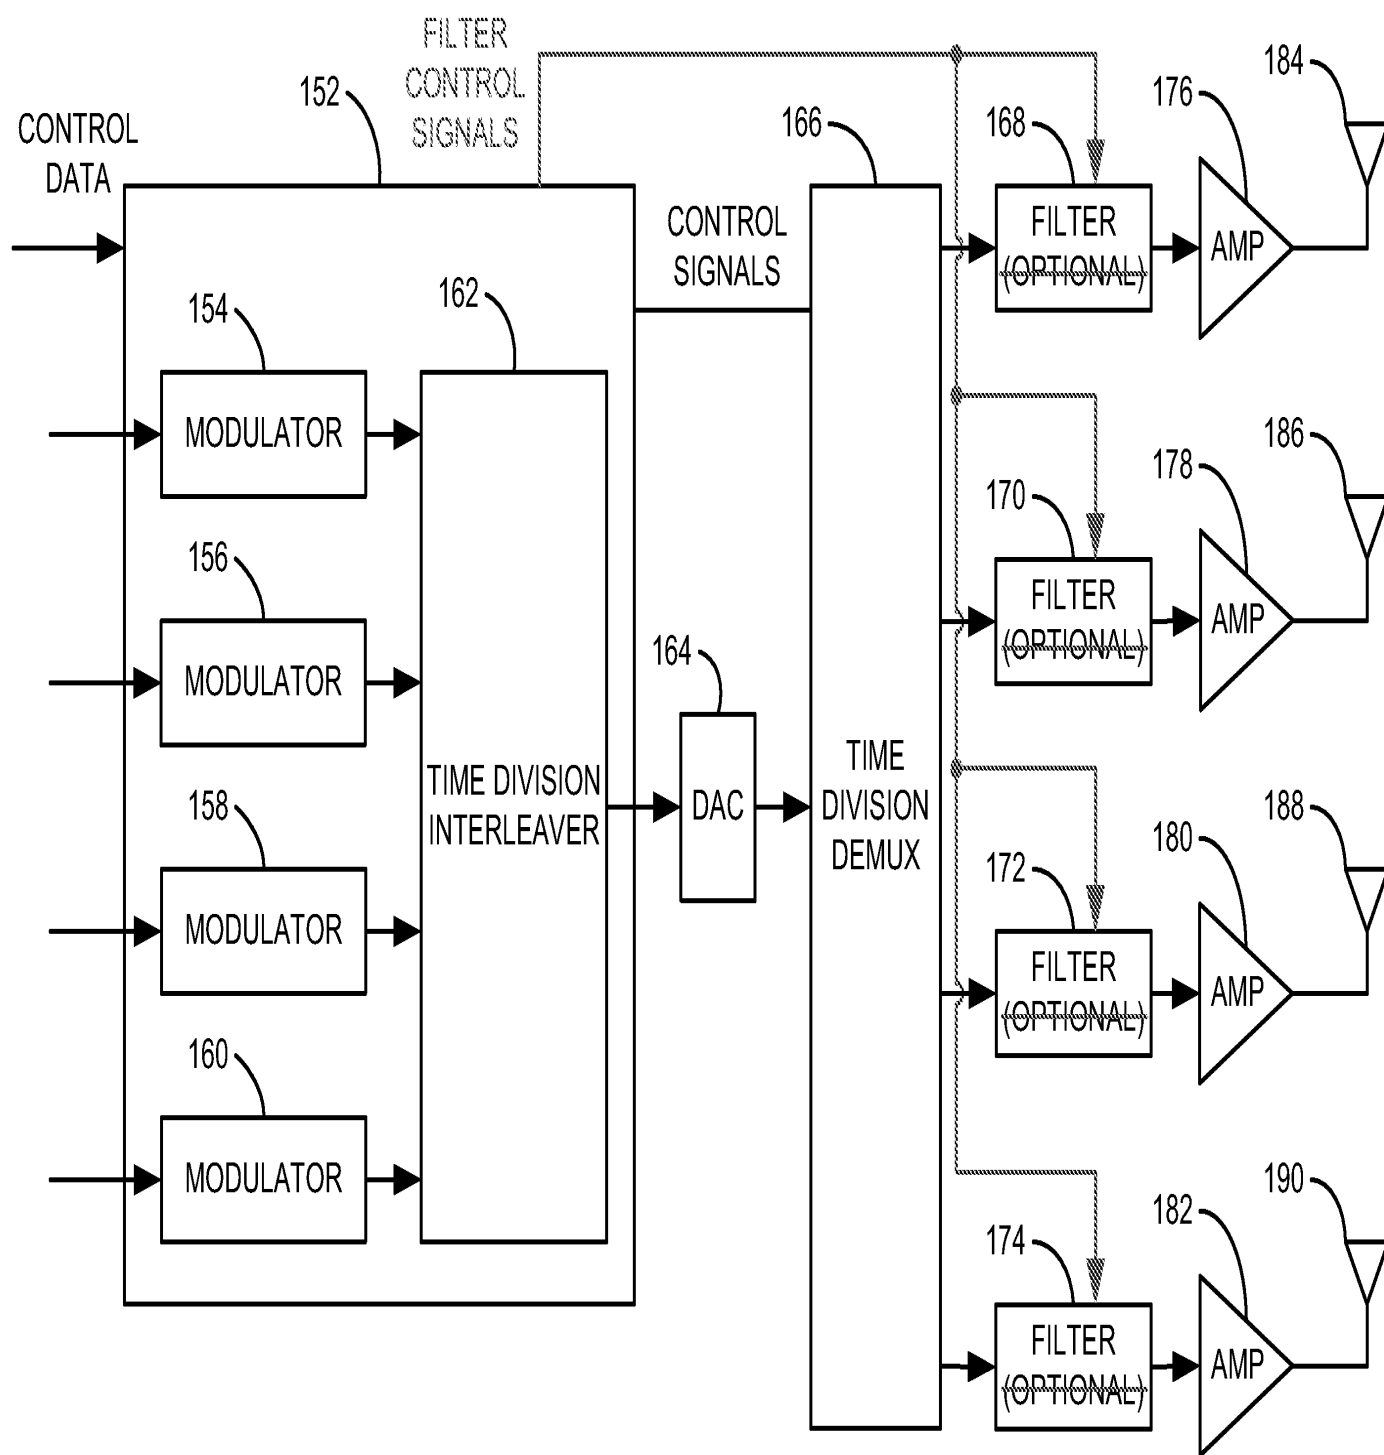 FILTER
CONTROL
SIGNALS
CONTROL
DATA
152
166
168
176
184
FILTER
(OPTIONAL)
AMP
CONTROL
SIGNALS
154
162
MODULATOR
170
178
186
FILTER
(OPTIONAL)
AMP
156
MODULATOR
164
DAC
TIME DIVISION
INTERLEAVER
TIME
DIVISION
DEMUX
158
MODULATOR
172
180
188
FILTER
(OPTIONAL)
AMP
160
MODULATOR
174
182
190
FILTER
(OPTIONAL)
AMP